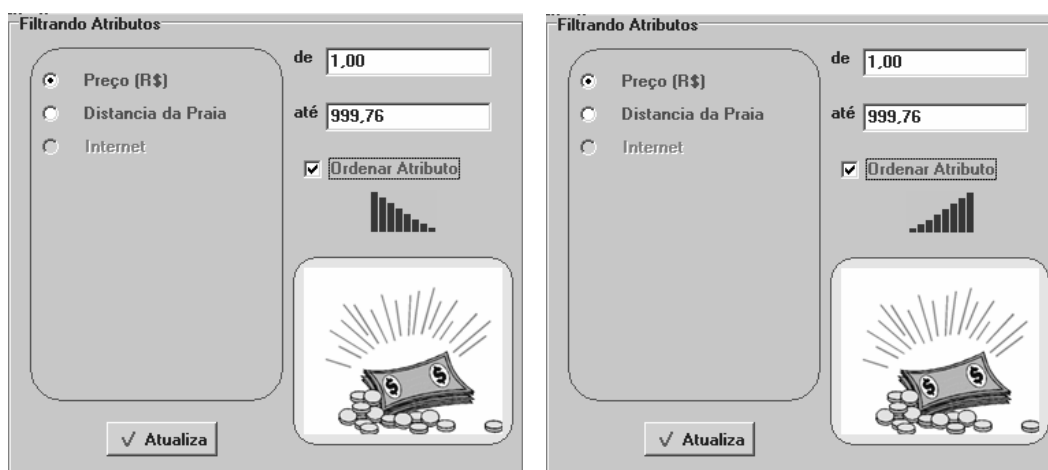 Filtrando Atributos
Preço (R$)
Distancia da Praia
Internet
de 1,00
até 999,76
Ordenar Atributo
$ $
Atualiza
Filtrando Atributos
Preço (R$)
Distancia da Praia
Internet
de 1,00
até 999,76
Ordenar Atributo
$ $
Atualiza